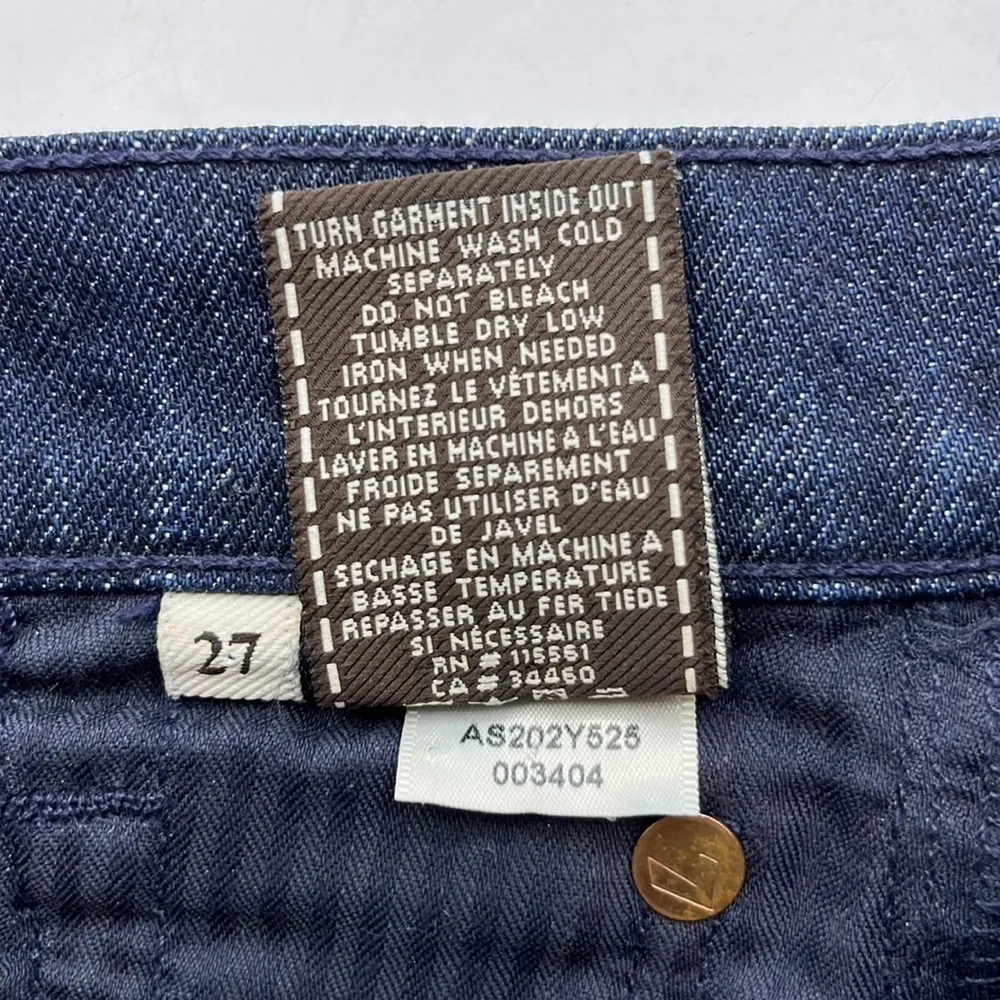 TURN GARMENT INSIDE OUT
MACHINE WASH COLD
SEPARATELY
DO NOT BLEACH
TUMBLE DRY LOW
IRON WHEN NEEDED
TOURNEZ LE VÊTEMENT A
L'INTERIEUR DEHORS
LAVER EN MACHINE A L'EAU
FROIDE SEPAREMENT
NE PAS UTILISER D'EAU
DE JAVEL
SECHAGE EN MACHINE A
BASSE TEMPERATURE
REPASSER AU FER TIEDE
SI NÉCESSAIRE
RN # 115561
CA # 34460
27
AS202Y525
003404